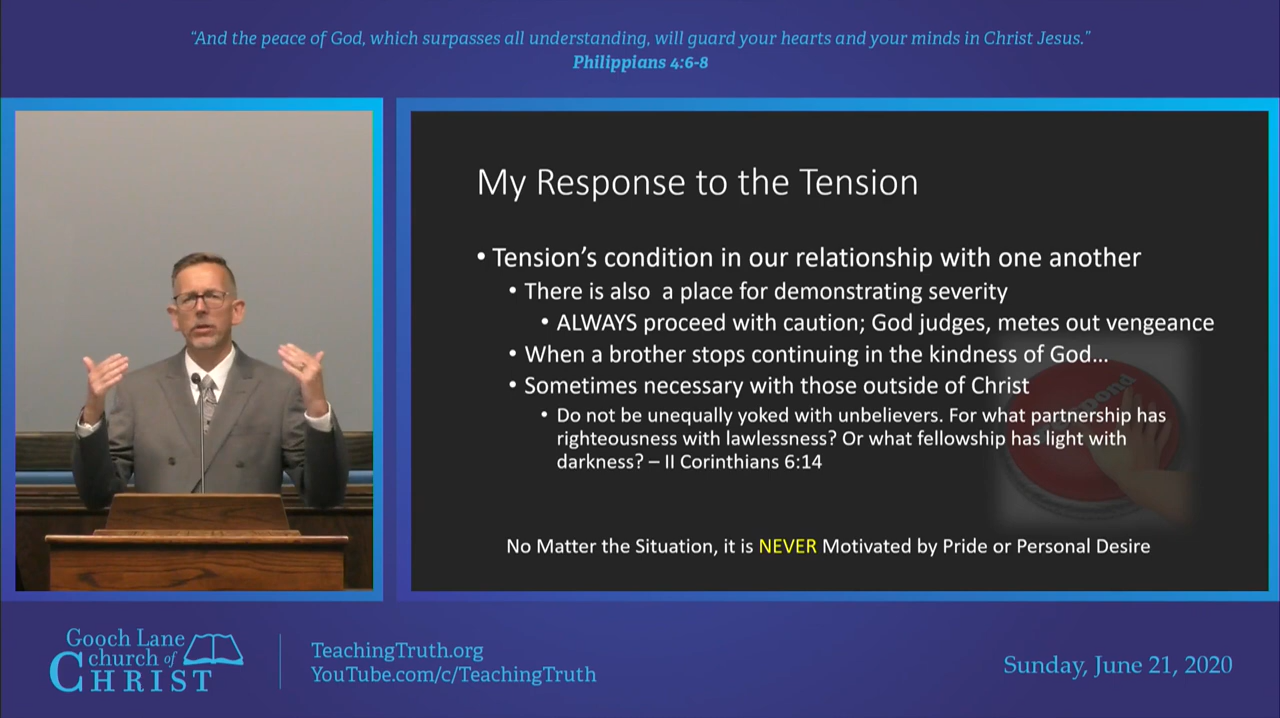 “And the peace of God, which surpasses all understanding, will guard your hearts and your minds in Christ Jesus.”
Philippians 4:6-8
My Response to the Tension
• Tension’s condition in our relationship with one another
• There is also a place for demonstrating severity
• ALWAYS proceed with caution; God judges, metes out vengeance
• When a brother stops continuing in the kindness of God…
• Sometimes necessary with those outside of Christ
• Do not be unequally yoked with unbelievers. For what partnership has
righteousness with lawlessness? Or what fellowship has light with
darkness? – II Corinthians 6:14
No Matter the Situation, it is NEVER Motivated by Pride or Personal Desire
Gooch Lane
church of
CHRIST
TeachingTruth.org
YouTube.com/c/TeachingTruth
Sunday, June 21, 2020